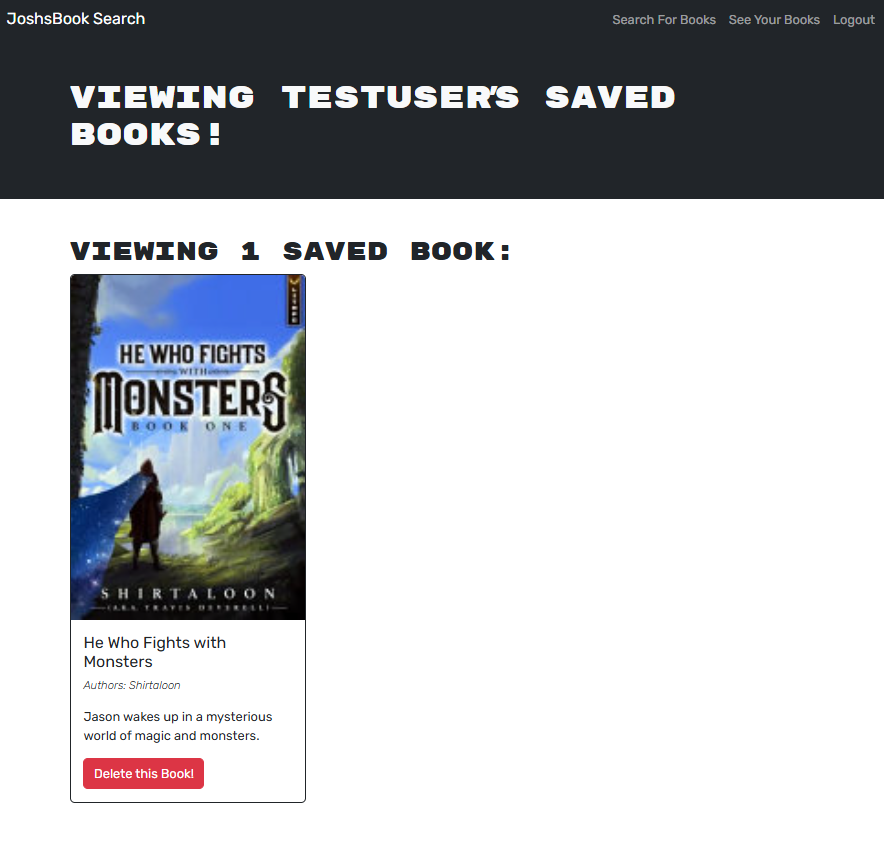 JoshsBook Search
Search For Books See Your Books Logout
VIEWING TESTUSER'S SAVED
BOOKS!
VIEWING 1 SAVED BOOK:
HE WHO FIGHTS
WITH
MONSTERS
BOOK ONE
SHIRTALOON
(A.K.A. TRAVIS DEVERELL)
He Who Fights with
Monsters
Authors: Shirtaloon
Jason wakes up in a mysterious
world of magic and monsters.
Delete this Book!